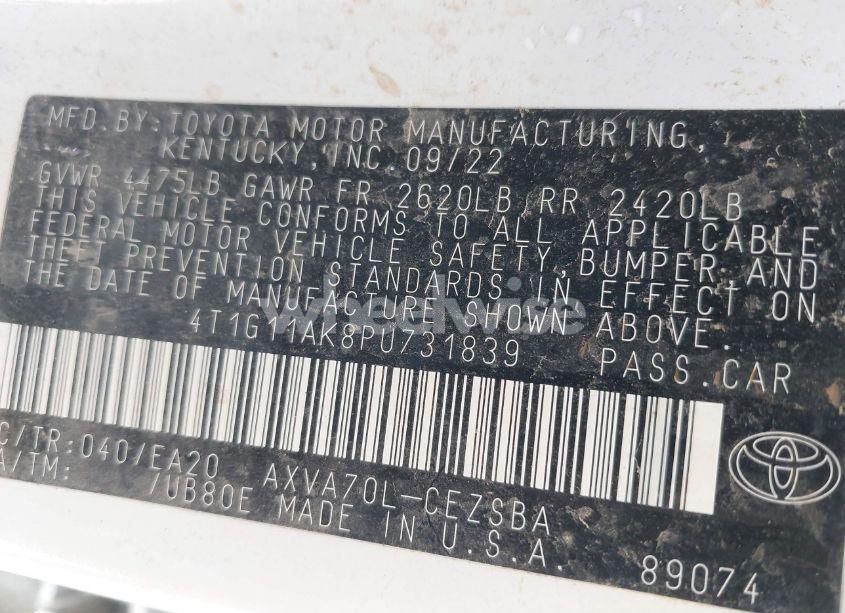 MFD. BY: TOYOTA MOTOR MANUFACTURING,
KENTUCKY, INC. 09/22
GVWR 4475LB GAWR FR 2620LB RR 2420LB
THIS VEHICLE CONFORMS TO ALL APPLICABLE
FEDERAL MOTOR VEHICLE SAFETY, BUMPER AND
THEFT PREVENTION STANDARDS IN EFFECT ON
THE DATE OF MANUFACTURE SHOWN ABOVE.
4T1G11AK8PU731839 PASS. CAR
C/TR: 040/EA20 AXVA70L-CEZSBA
A/TM: /UB80E MADE IN U.S.A.
89074